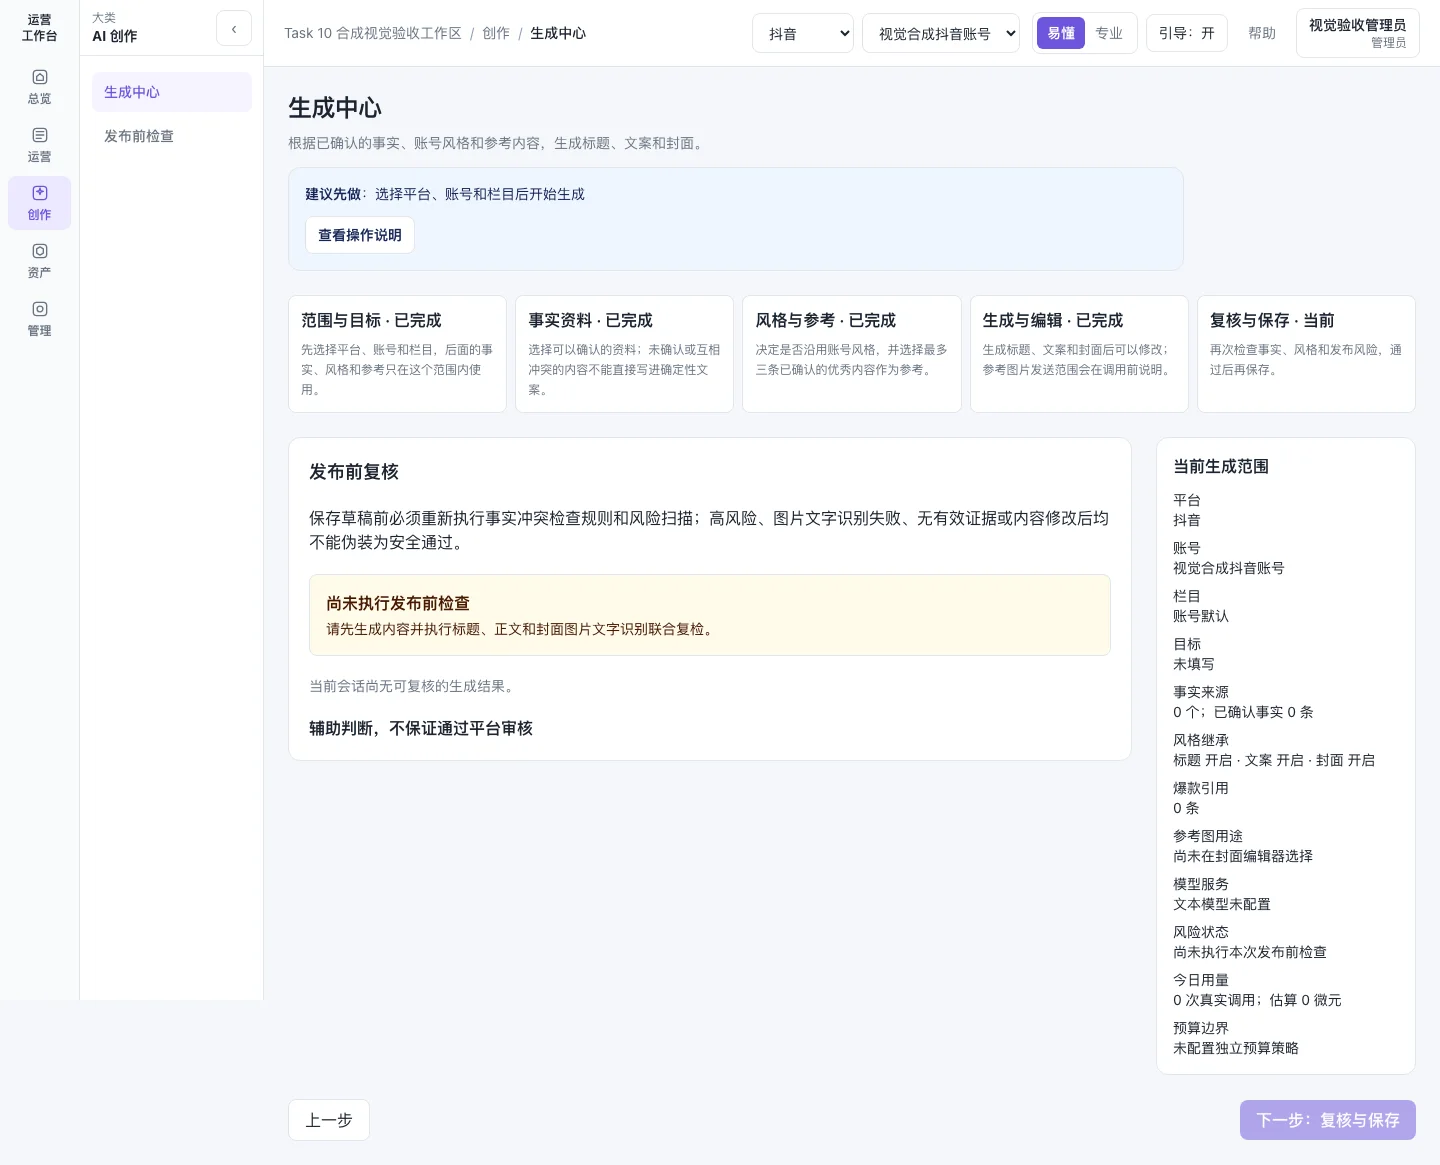 运营
工作台
总览
运营
创作
资产
管理
大类
AI 创作
‹
生成中心
发布前检查
Task 10 合成视觉验收工作区 / 创作 / 生成中心
抖音
视觉合成抖音账号
易懂
专业
引导：开
帮助
视觉验收管理员
管理员
生成中心
根据已确认的事实、账号风格和参考内容，生成标题、文案和封面。
建议先做：选择平台、账号和栏目后开始生成
查看操作说明
范围与目标 · 已完成
先选择平台、账号和栏目，后面的事
实、风格和参考只在这个范围内使
用。
事实资料 · 已完成
选择可以确认的资料；未确认或互相
冲突的内容不能直接写进确定性文
案。
风格与参考 · 已完成
决定是否沿用账号风格，并选择最多
三条已确认的优秀内容作为参考。
生成与编辑 · 已完成
生成标题、文案和封面后可以修改；
参考图片发送范围会在调用前说明。
复核与保存 · 当前
再次检查事实、风格和发布风险，通
过后再保存。
发布前复核
保存草稿前必须重新执行事实冲突检查规则和风险扫描；高风险、图片文字识别失败、无有效证据或内容修改后均
不能伪装为安全通过。
尚未执行发布前检查
请先生成内容并执行标题、正文和封面图片文字识别联合复检。
当前会话尚无可复核的生成结果。
辅助判断，不保证通过平台审核
当前生成范围
平台
抖音
账号
视觉合成抖音账号
栏目
账号默认
目标
未填写
事实来源
0 个；已确认事实 0 条
风格继承
标题 开启 · 文案 开启 · 封面 开启
爆款引用
0 条
参考图用途
尚未在封面编辑器选择
模型服务
文本模型未配置
风险状态
尚未执行本次发布前检查
今日用量
0 次真实调用；估算 0 微元
预算边界
未配置独立预算策略
上一步
下一步：复核与保存